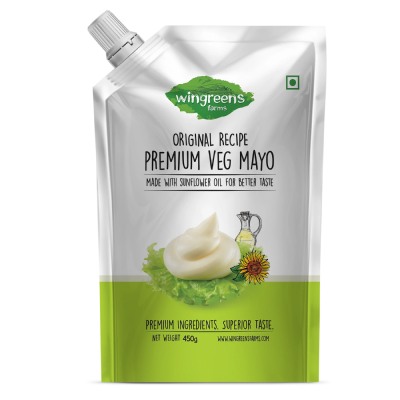 wingreens
farms
ORIGINAL RECIPE
PREMIUM VEG MAYO
MADE WITH SUNFLOWER OIL FOR BETTER TASTE
PREMIUM INGREDIENTS. SUPERIOR TASTE.
NET WEIGHT 450g WWW.WINGREENSFARMS.COM